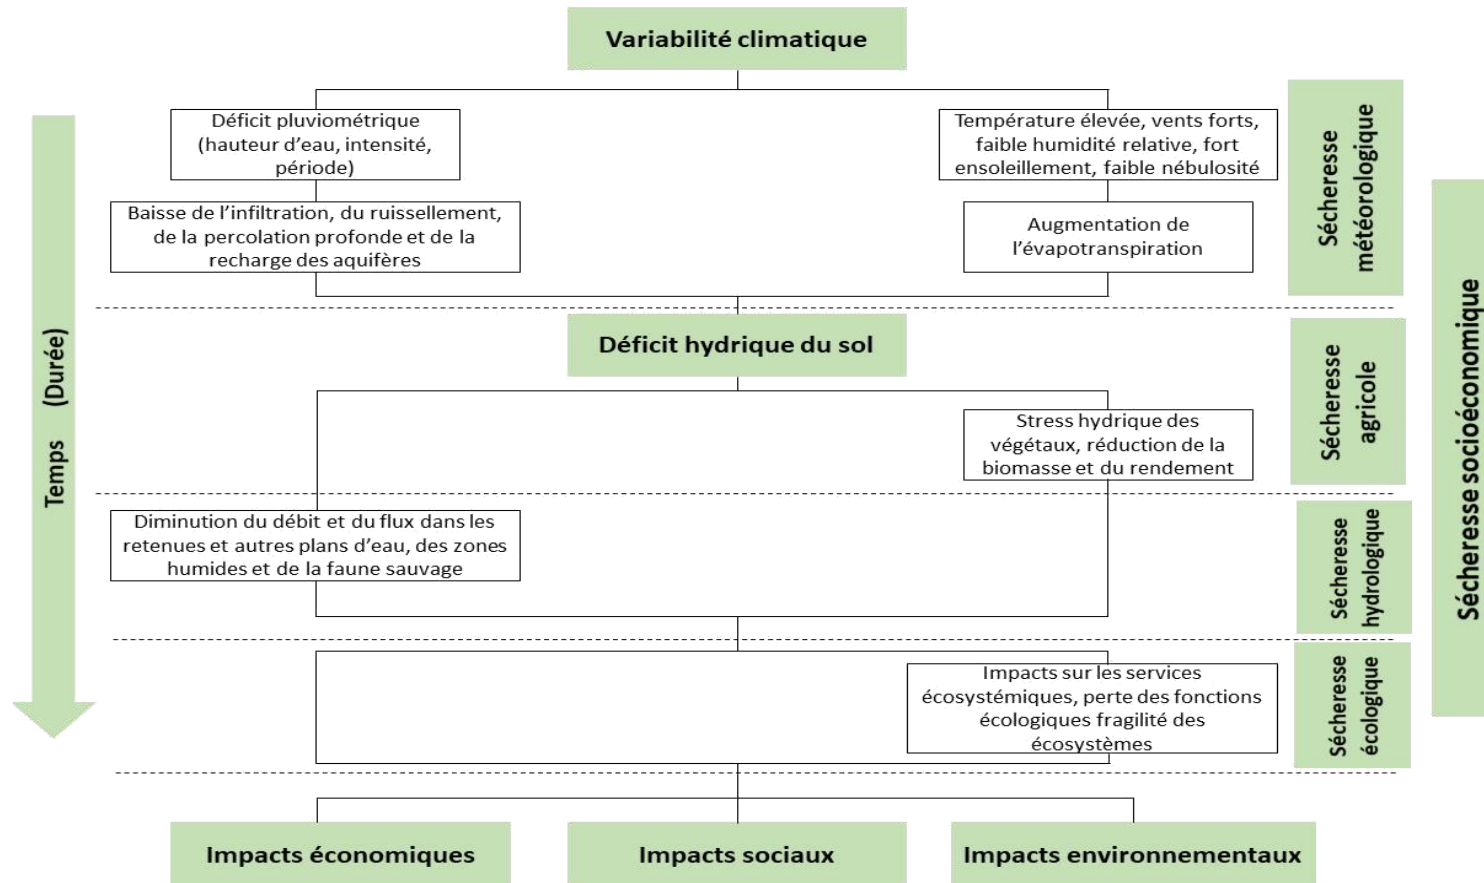 Variabilité climatique
Déficit pluviométrique
(hauteur d'eau, intensité,
période)
Température élevée, vents forts,
faible humidité relative, fort
ensoleillement, faible nébulosité
Baisse de l'infiltration, du ruissellement,
de la percolation profonde et de la
recharge des aquifères
Augmentation de
l'évapotranspiration
Sécheresse
météorologique
Déficit hydrique du sol
Stress hydrique des
végétaux, réduction de la
biomasse et du rendement
Sécheresse
agricole
Diminution du débit et du flux dans les
retenues et autres plans d'eau, des zones
humides et de la faune sauvage
Sécheresse
hydrologique
Impacts sur les services
écosystémiques, perte des fonctions
écologiques fragilité des
écosystèmes
Sécheresse
écologique
Sécheresse socioéconomique
Temps (Durée)
Impacts économiques
Impacts sociaux
Impacts environnementaux